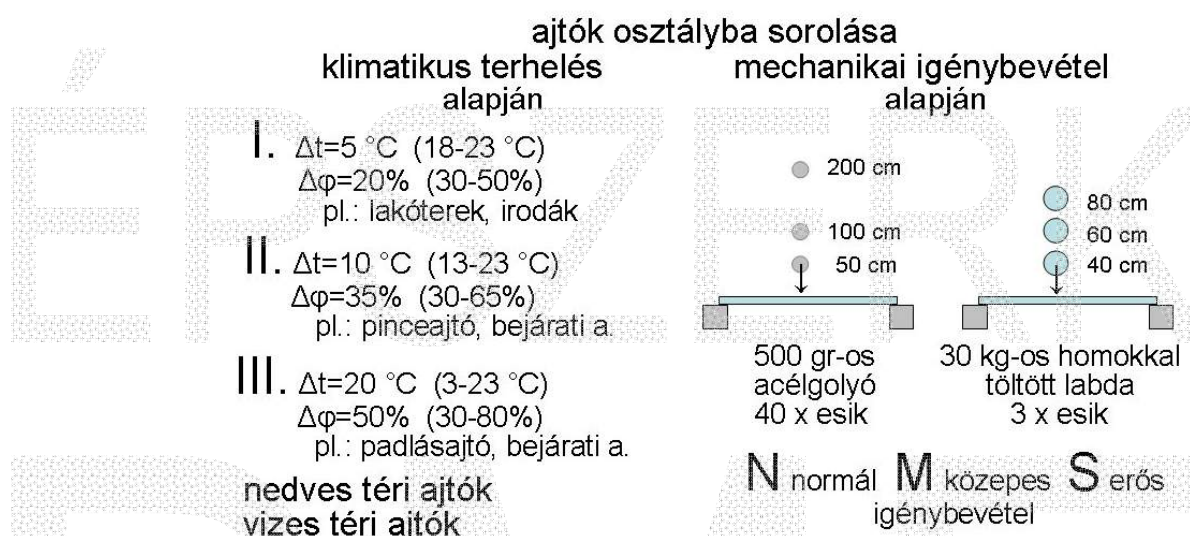 ajtók osztályba sorolása
klimatikus terhelés
alapján
I. Δt=5 °C (18-23 °C)
Δφ=20% (30-50%)
pl.: lakóterek, irodák
II. Δt=10 °C (13-23 °C)
Δφ=35% (30-65%)
pl.: pinceajtó, bejárati a.
III. Δt=20 °C (3-23 °C)
Δφ=50% (30-80%)
pl.: padlásajtó, bejárati a.
nedves téri ajtók
vizes téri ajtók
mechanikai igénybevétel
alapján
200 cm
100 cm
50 cm
500 gr-os
acélgolyó
40 x esik
80 cm
60 cm
40 cm
30 kg-os homokkal
töltött labda
3 x esik
N normál M közepes S erős
igénybevétel
ÉPSZERK